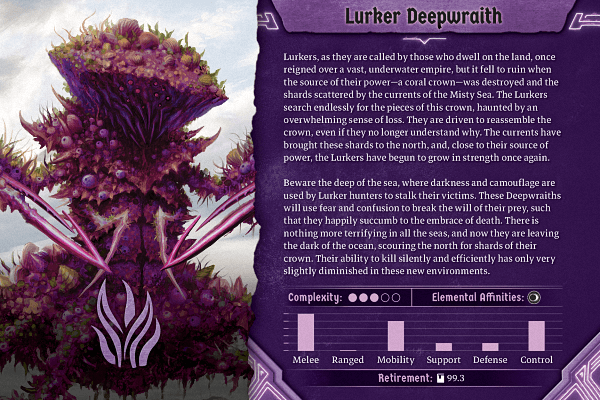 Lurker Deepwraith
Lurkers, as they are called by those who dwell on the land, once
reigned over a vast, underwater empire, but it fell to ruin when
the source of their power—a coral crown—was destroyed and the
shards scattered by the currents of the Misty Sea. The Lurkers
search endlessly for the pieces of this crown, haunted by an
overwhelming sense of loss. They are driven to reassemble the
crown, even if they no longer understand why. The currents have
brought these shards to the north, and, close to their source of
power, the Lurkers have begun to grow in strength once again.
Beware the deep of the sea, where darkness and camouflage are
used by Lurker hunters to stalk their victims. These Deepwraiths
will use fear and confusion to break the will of their prey, such
that they happily succumb to the embrace of death. There is
nothing more terrifying in all the seas, and now they are leaving
the dark of the ocean, scouring the north for shards of their
crown. Their ability to kill silently and efficiently has only very
slightly diminished in these new environments.
Complexity: Elemental Affinities:
Melee Ranged Mobility Support Defense Control
Retirement: 99.3